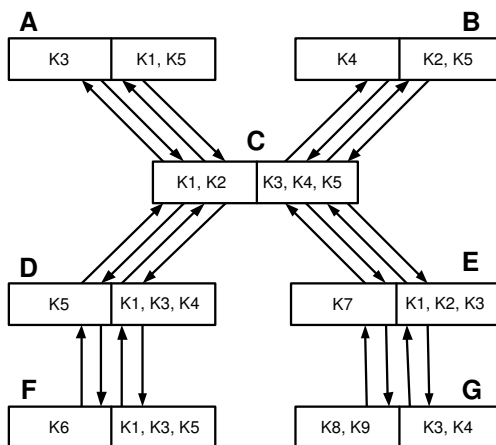 A
B
K3 K1, K5
K4 K2, K5
C
K1, K2 K3, K4, K5
D
E
K5 K1, K3, K4
K7 K1, K2, K3
F
G
K6 K1, K3, K5
K8, K9 K3, K4